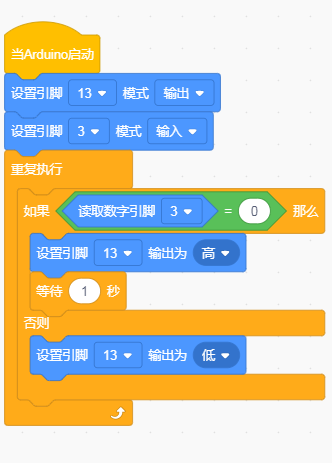 当Arduino启动
设置引脚 13 模式 输出
设置引脚 3 模式 输入
重复执行
如果 读取数字引脚 3 = 0 那么
设置引脚 13 输出为 高
等待 1 秒
否则
设置引脚 13 输出为 低